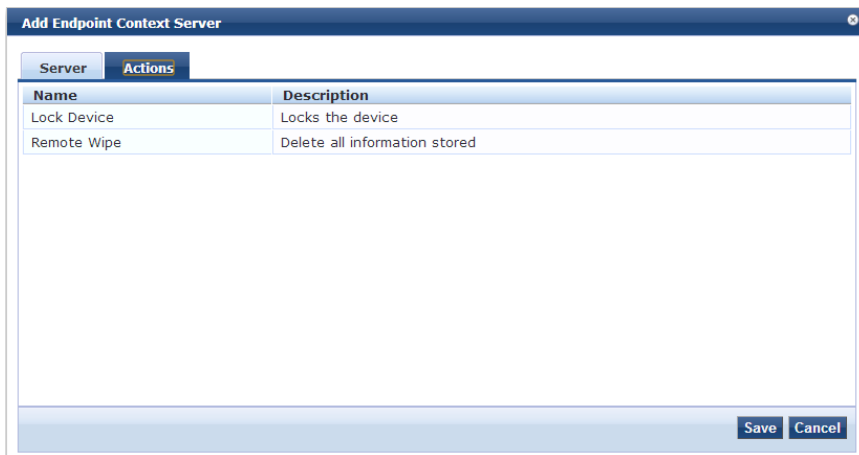 Add Endpoint Context Server
Server Actions
Name Description
Lock Device Locks the device
Remote Wipe Delete all information stored
Save Cancel